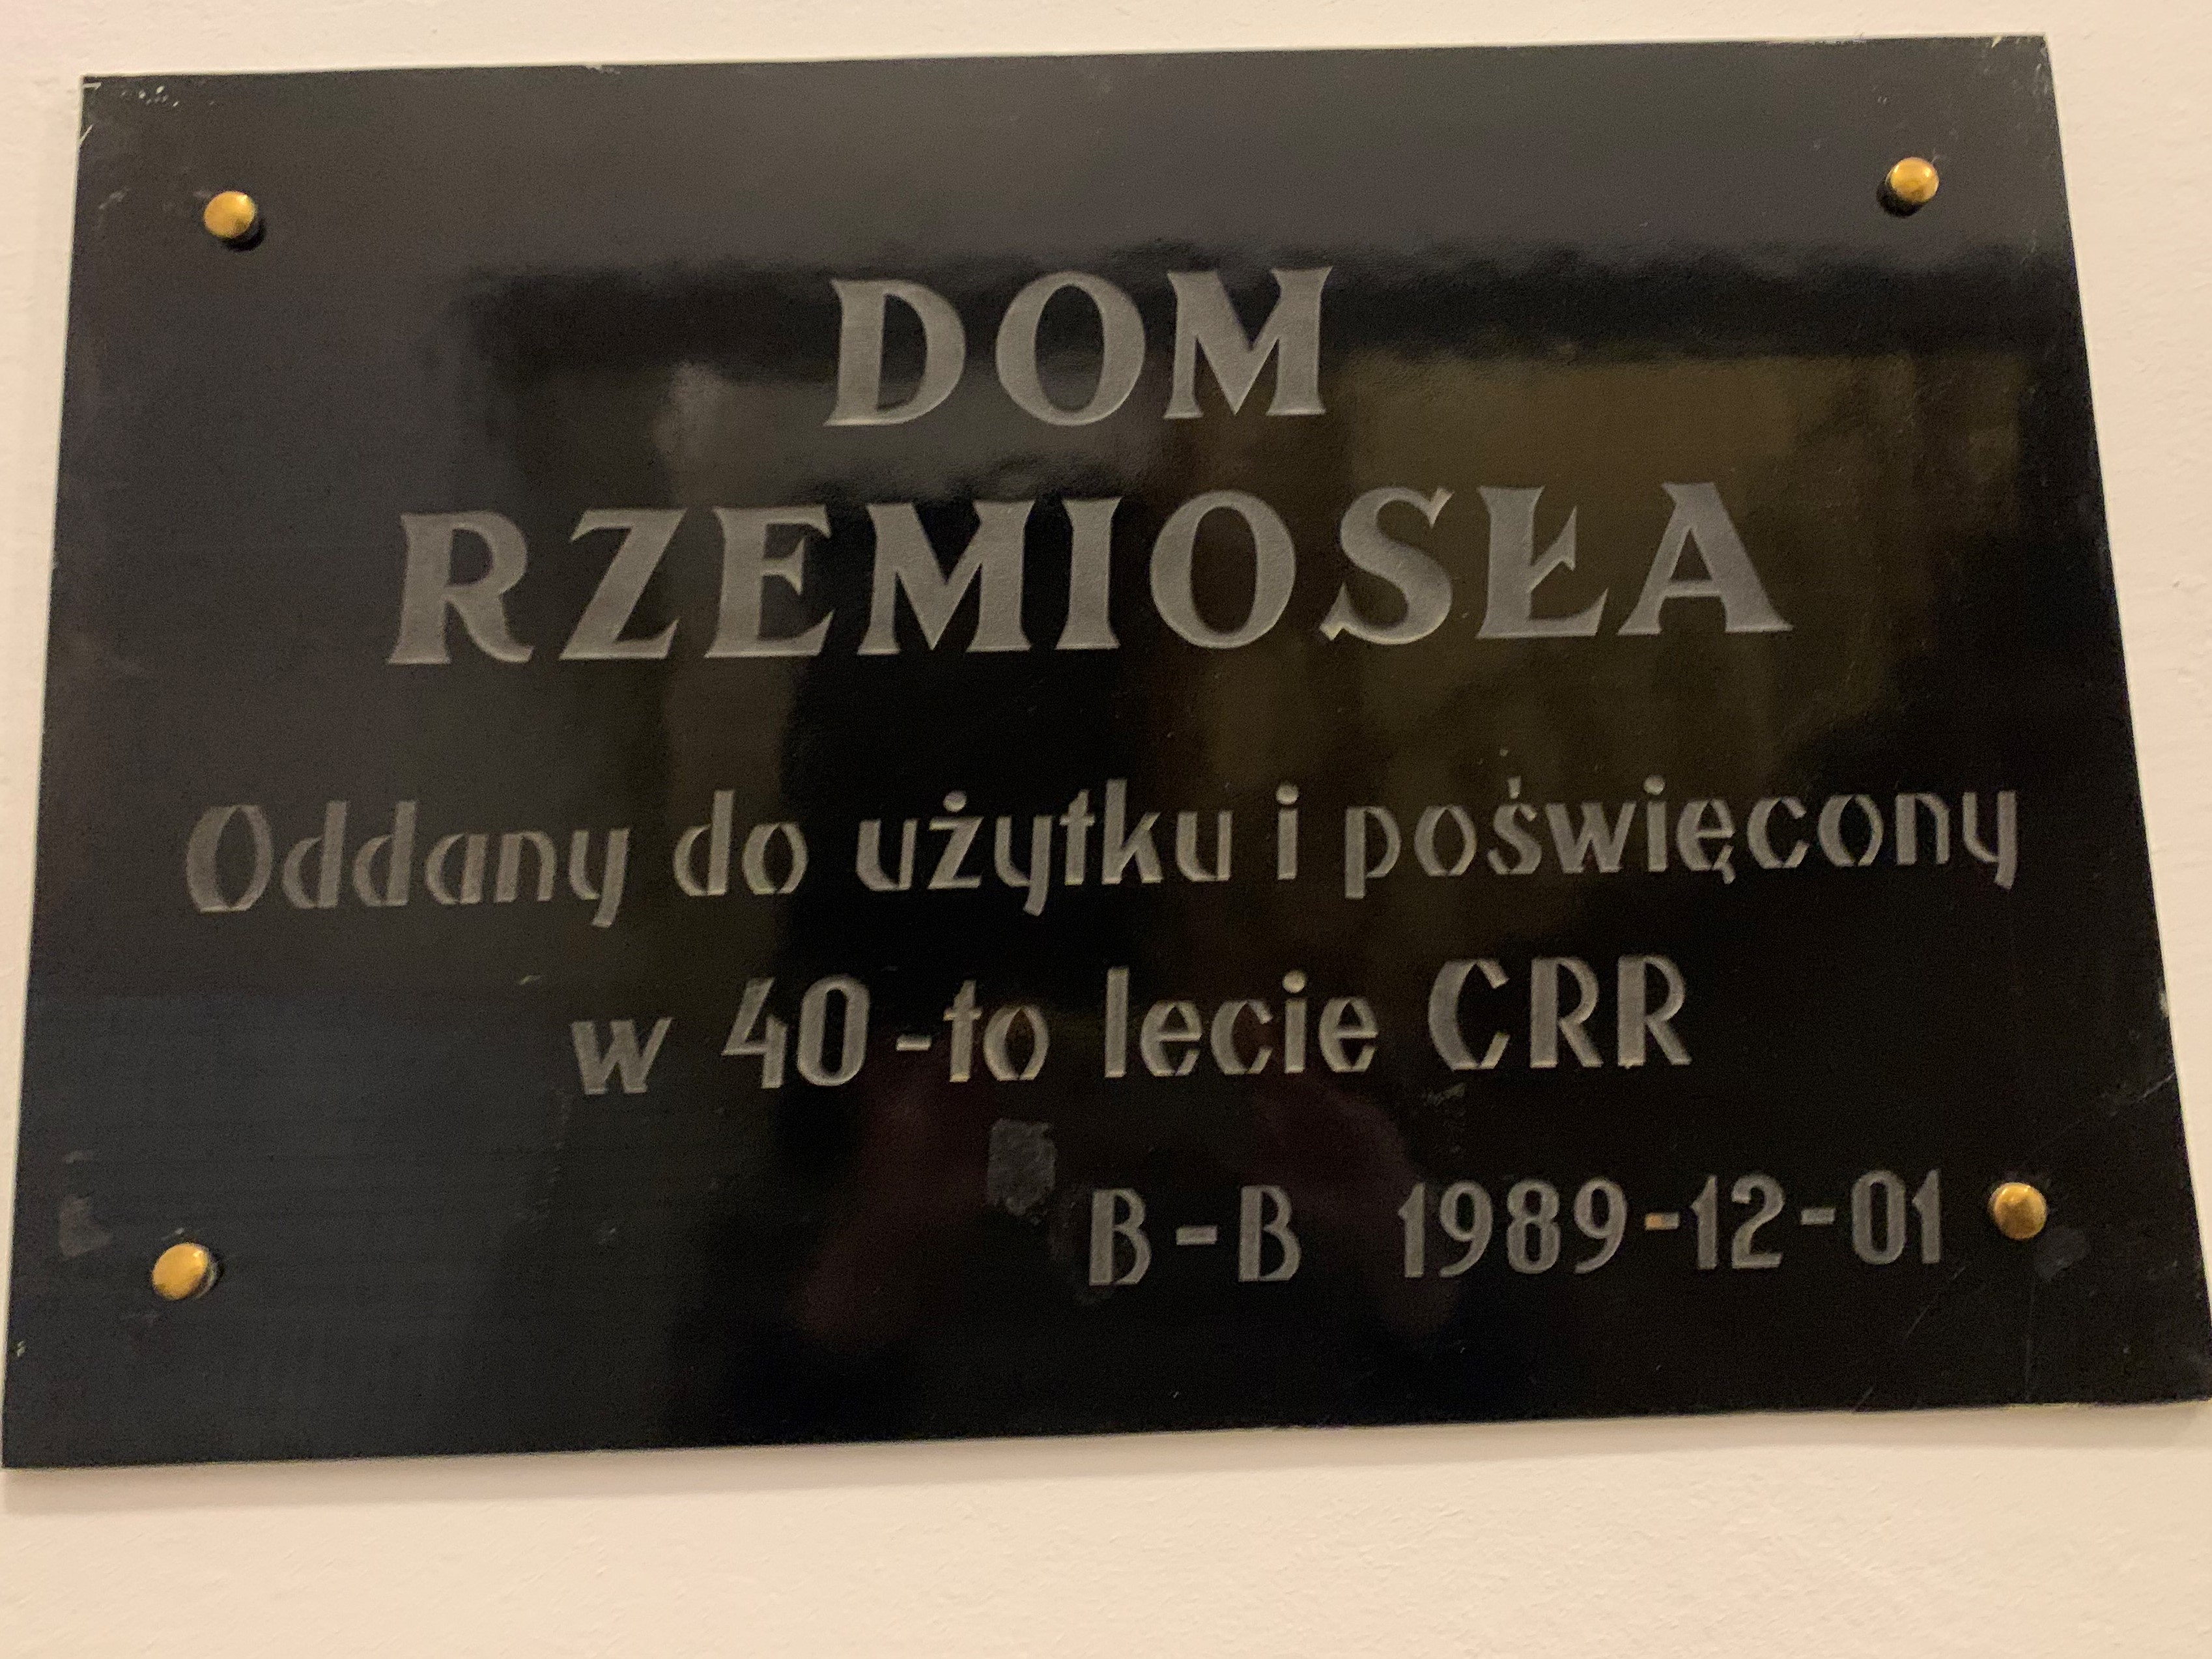 DOM
RZEMIOSŁA
Oddany do użytku i poświęcony
w 40-to lecie CRR
B-B 1989-12-01